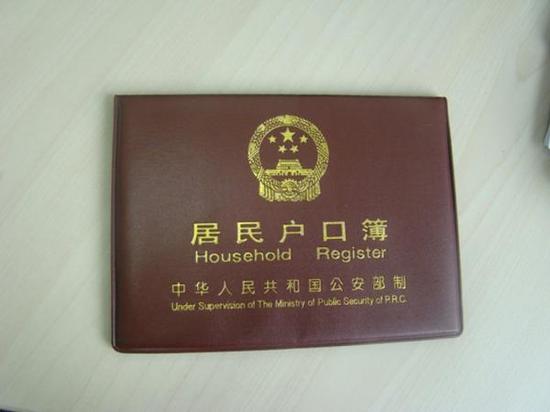 居民户口簿
Household Register
中华人民共和国公安部制
Under Supervision of The Ministry of Public Security of P.R.C.